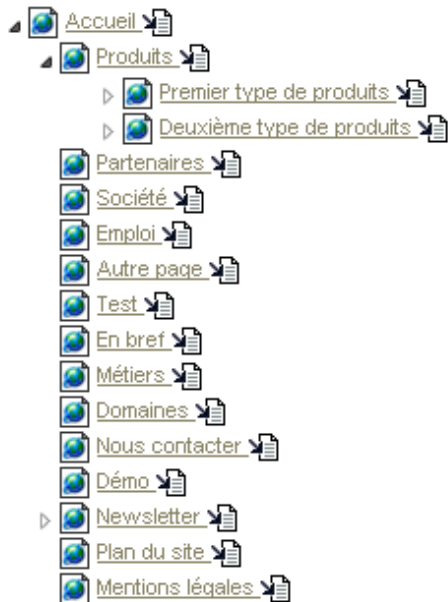 Accueil
Produits
Premier type de produits
Deuxième type de produits
Partenaires
Société
Emploi
Autre page
Test
En bref
Métiers
Domaines
Nous contacter
Démo
Newsletter
Plan du site
Mentions légales